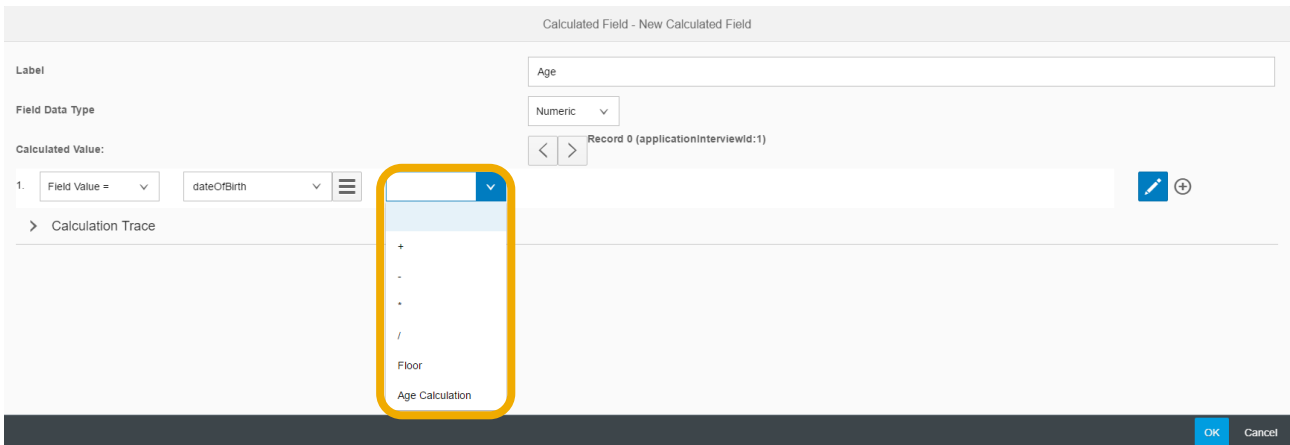 Calculated Field - New Calculated Field
Label
Age
Field Data Type
Numeric
Calculated Value:
Record 0 (applicationInterviewId:1)
1. Field Value = dateOfBirth
Calculation Trace
+
-
*
/
Floor
Age Calculation
OK Cancel